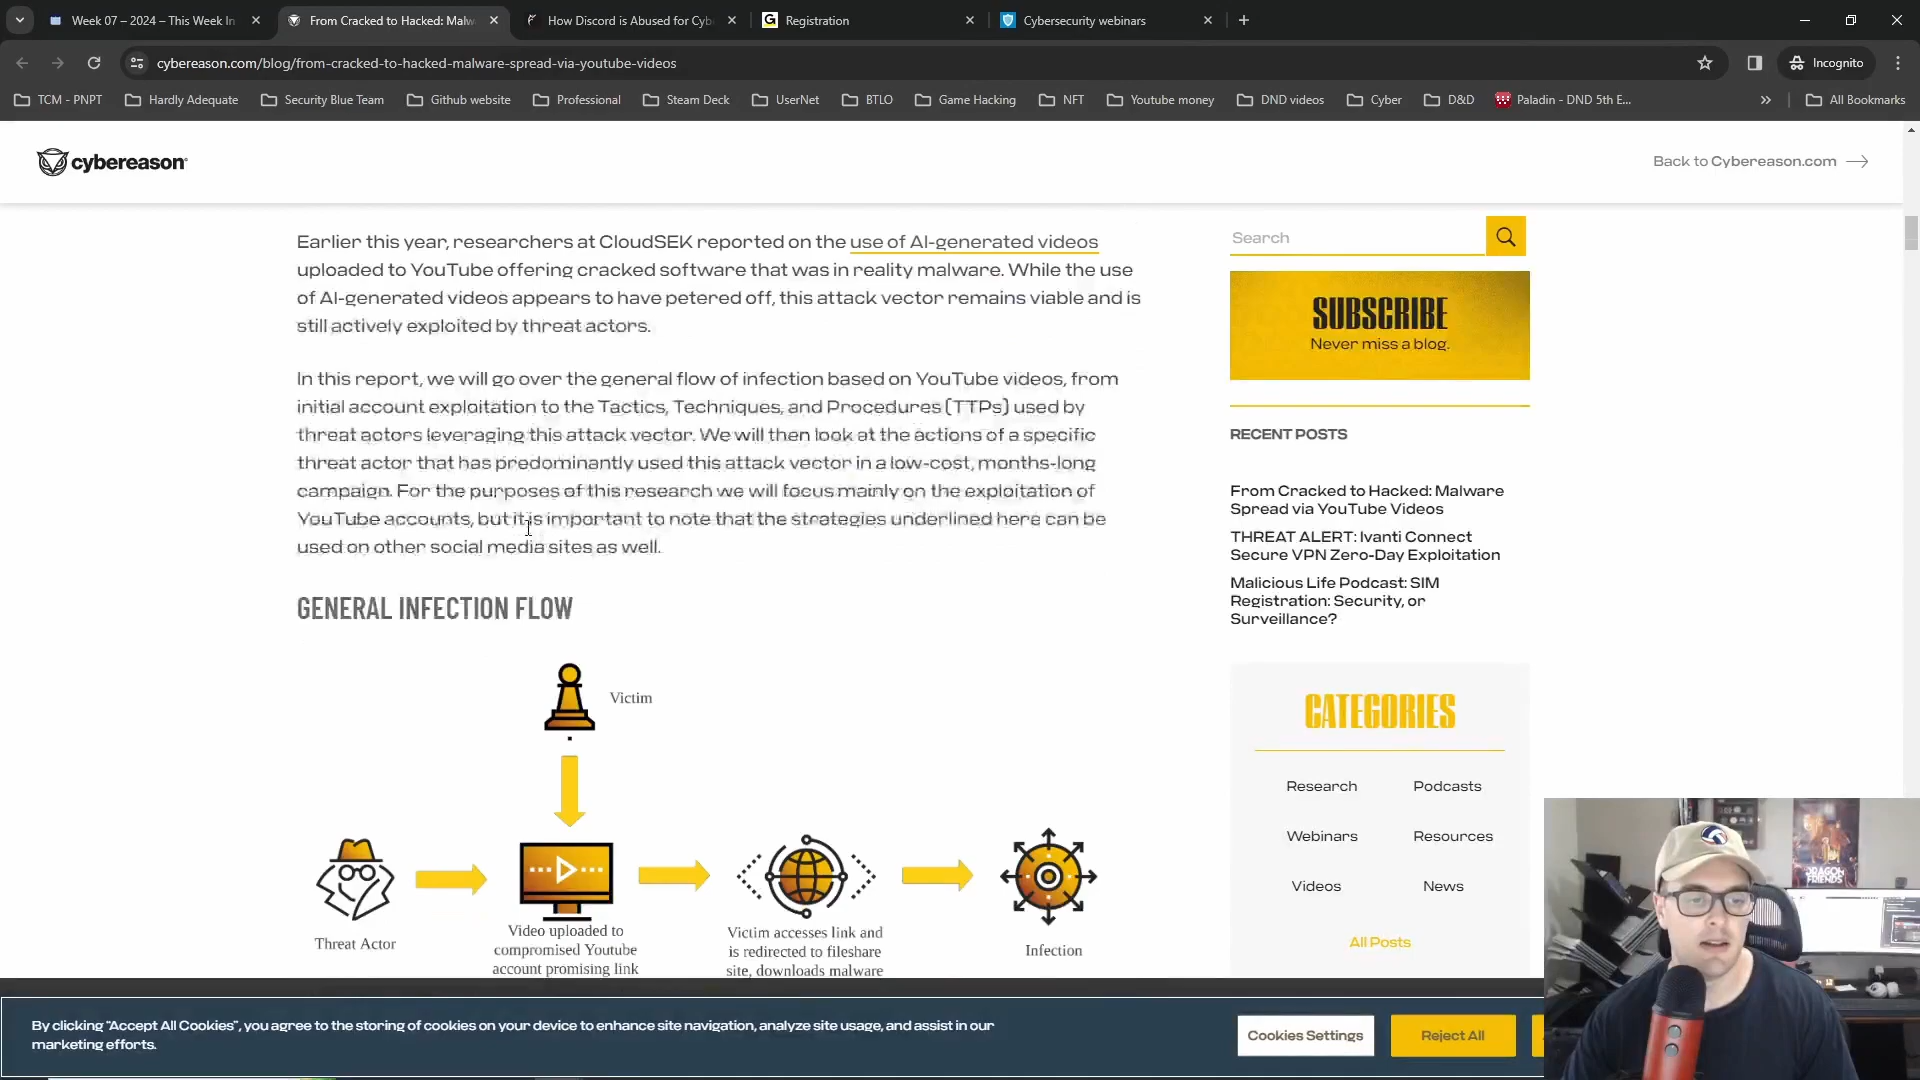 Week 07 – 2024 – This Week In
From Cracked to Hacked: Malw
How Discord is Abused for Cyb
Registration
Cybersecurity webinars
cybereason.com/blog/from-cracked-to-hacked-malware-spread-via-youtube-videos
Incognito
TCM - PNPT
Hardly Adequate
Security Blue Team
Github website
Professional
Steam Deck
UserNet
BTLO
Game Hacking
NFT
Youtube money
DND videos
Cyber
D&D
Paladin - DND 5th E...
All Bookmarks
cybereason
Back to Cybereason.com
Earlier this year, researchers at CloudSEK reported on the use of AI-generated videos
uploaded to YouTube offering cracked software that was in reality malware. While the use
of AI-generated videos appears to have petered off, this attack vector remains viable and is
still actively exploited by threat actors.
In this report, we will go over the general flow of infection based on YouTube videos, from
initial account exploitation to the Tactics, Techniques, and Procedures (TTPs) used by
threat actors leveraging this attack vector. We will then look at the actions of a specific
threat actor that has predominantly used this attack vector in a low-cost, months-long
campaign. For the purposes of this research we will focus mainly on the exploitation of
YouTube accounts, but it is important to note that the strategies underlined here can be
used on other social media sites as well.
GENERAL INFECTION FLOW
Victim
Threat Actor
Video uploaded to
compromised Youtube
account promising link
Victim accesses link and
is redirected to fileshare
site, downloads malware
Infection
Search
SUBSCRIBE
Never miss a blog.
RECENT POSTS
From Cracked to Hacked: Malware
Spread via YouTube Videos
THREAT ALERT: Ivanti Connect
Secure VPN Zero-Day Exploitation
Malicious Life Podcast: SIM
Registration: Security, or
Surveillance?
CATEGORIES
Research
Podcasts
Webinars
Resources
Videos
News
All Posts
DRAGON
FRIENDS
By clicking “Accept All Cookies”, you agree to the storing of cookies on your device to enhance site navigation, analyze site usage, and assist in our
marketing efforts.
Cookies Settings
Reject All